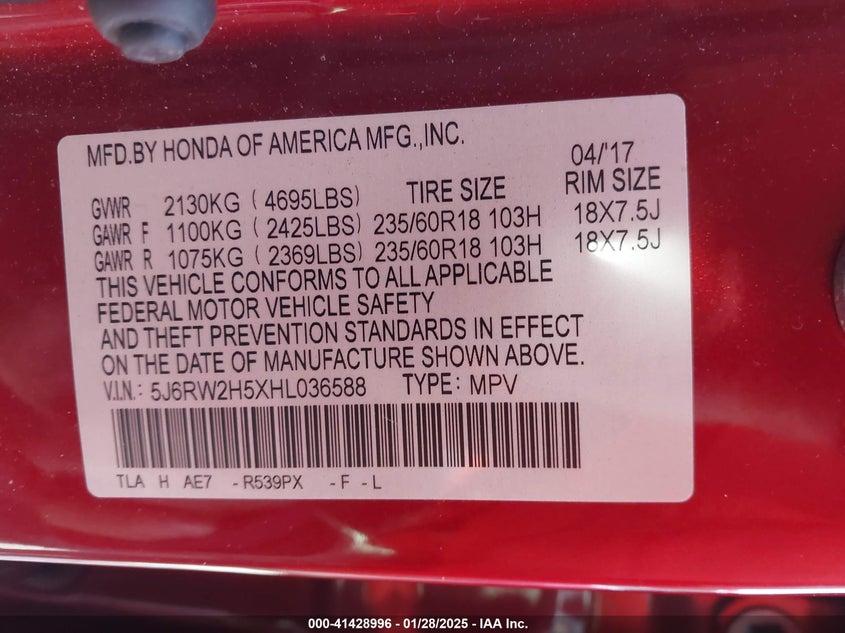 MFD.BY HONDA OF AMERICA MFG.,INC. 04/'17
GVWR 2130KG ( 4695LBS) TIRE SIZE RIM SIZE
GAWR F 1100KG ( 2425LBS) 235/60R18 103H 18X7.5J
GAWR R 1075KG ( 2369LBS) 235/60R18 103H 18X7.5J
THIS VEHICLE CONFORMS TO ALL APPLICABLE
FEDERAL MOTOR VEHICLE SAFETY
AND THEFT PREVENTION STANDARDS IN EFFECT
ON THE DATE OF MANUFACTURE SHOWN ABOVE.
V.I.N.: 5J6RW2H5XHL036588 TYPE: MPV
TLA H AE7 -R539PX -F -L
000-41428996 - 01/28/2025 - IAA Inc.